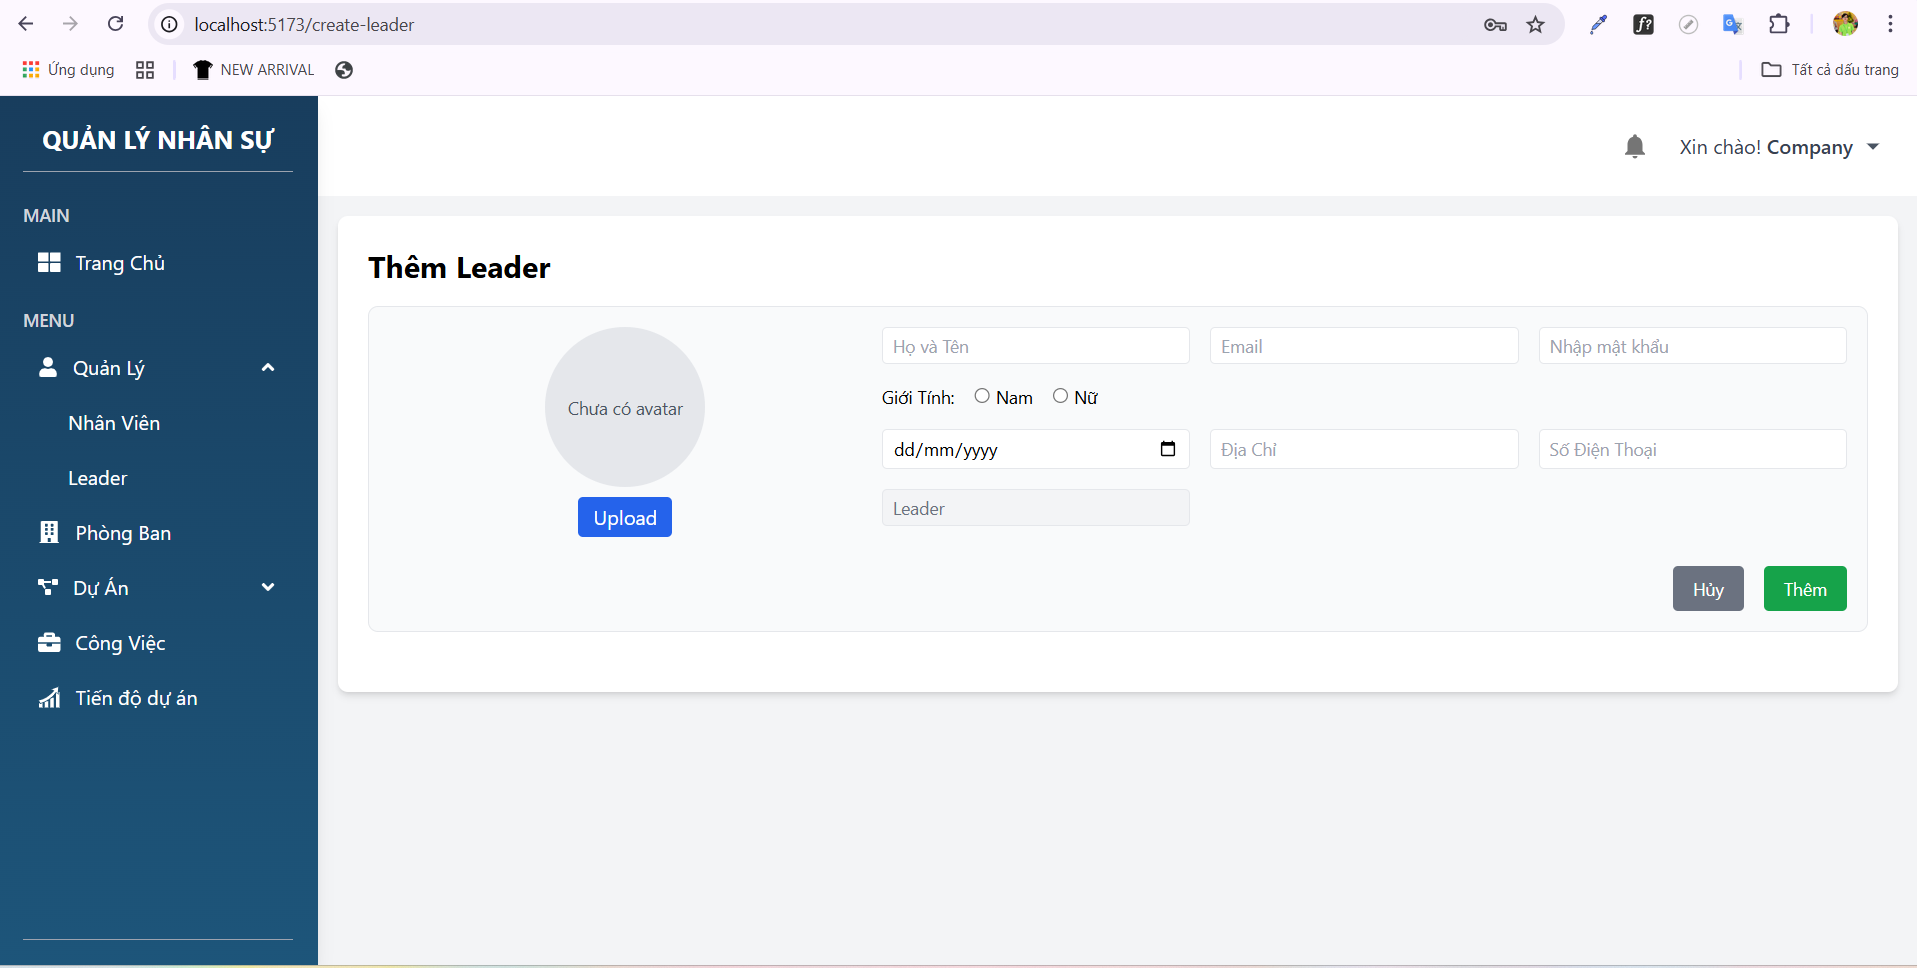 localhost:5173/create-leader
Ứng dụng
NEW ARRIVAL
Tất cả dấu trang
QUẢN LÝ NHÂN SỰ
Xin chào! Company
MAIN
Trang Chủ
MENU
Quản Lý
Nhân Viên
Leader
Phòng Ban
Dự Án
Công Việc
Tiến độ dự án
Thêm Leader
Chưa có avatar
Upload
Họ và Tên Email Nhập mật khẩu
Giới Tính: Nam Nữ
dd/mm/yyyy Địa Chỉ Số Điện Thoại
Leader
Hủy Thêm